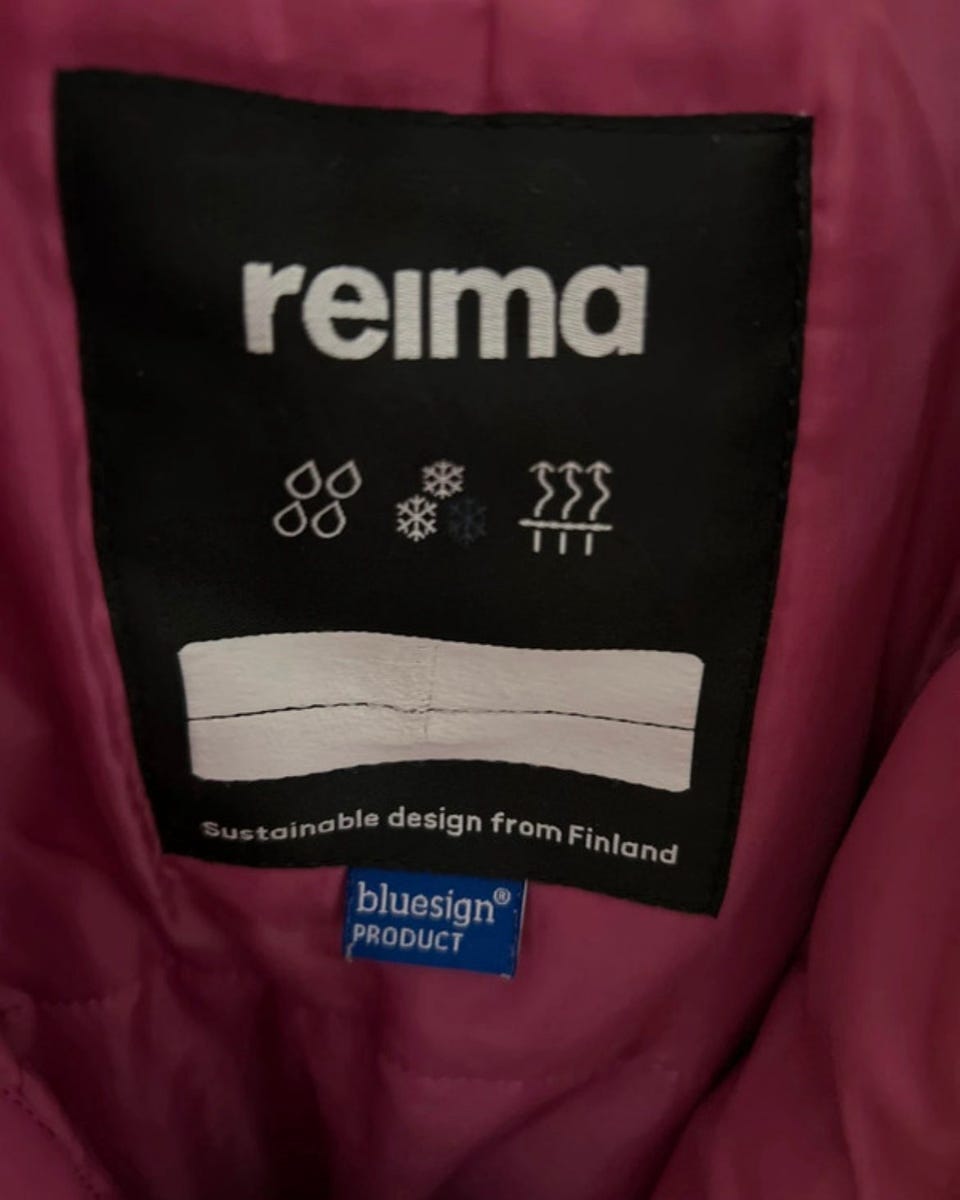 reima
Sustainable design from Finland
bluesign®
PRODUCT